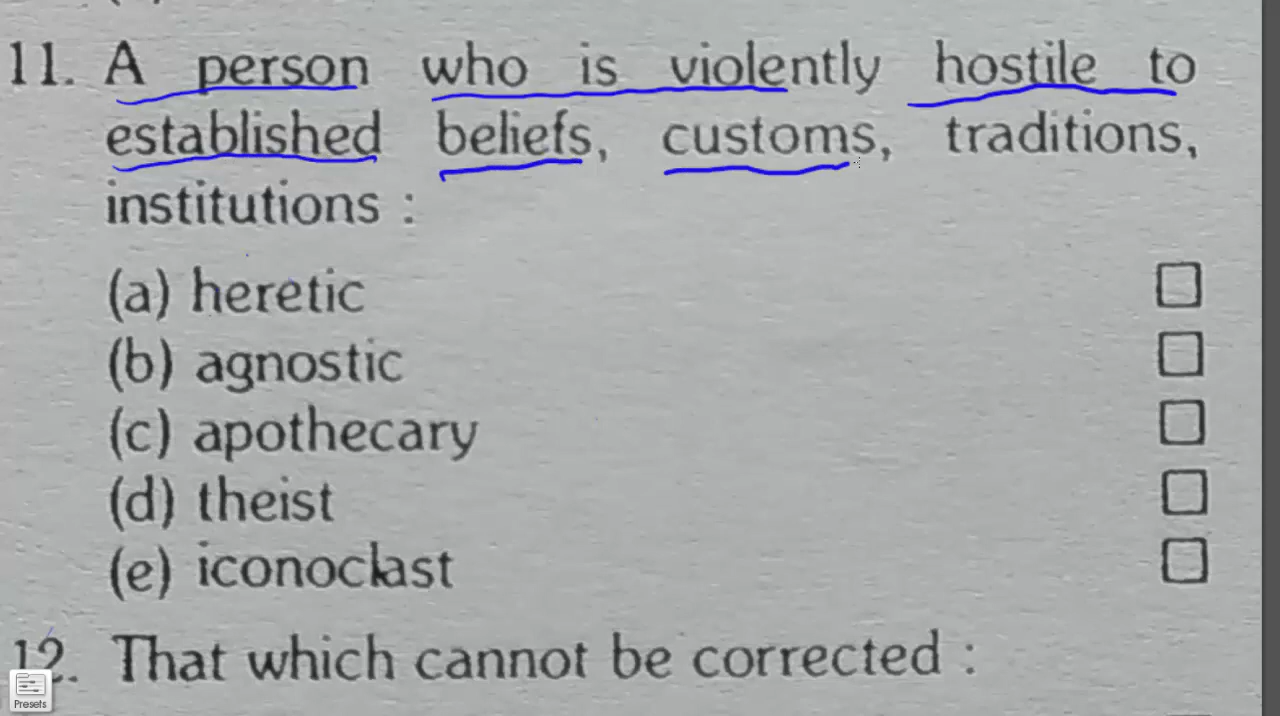 11. A person who is violently hostile to
established beliefs, customs, traditions,
institutions :
(a) heretic
(b) agnostic
(c) apothecary
(d) theist
(e) iconoclast
12. That which cannot be corrected :
Presets